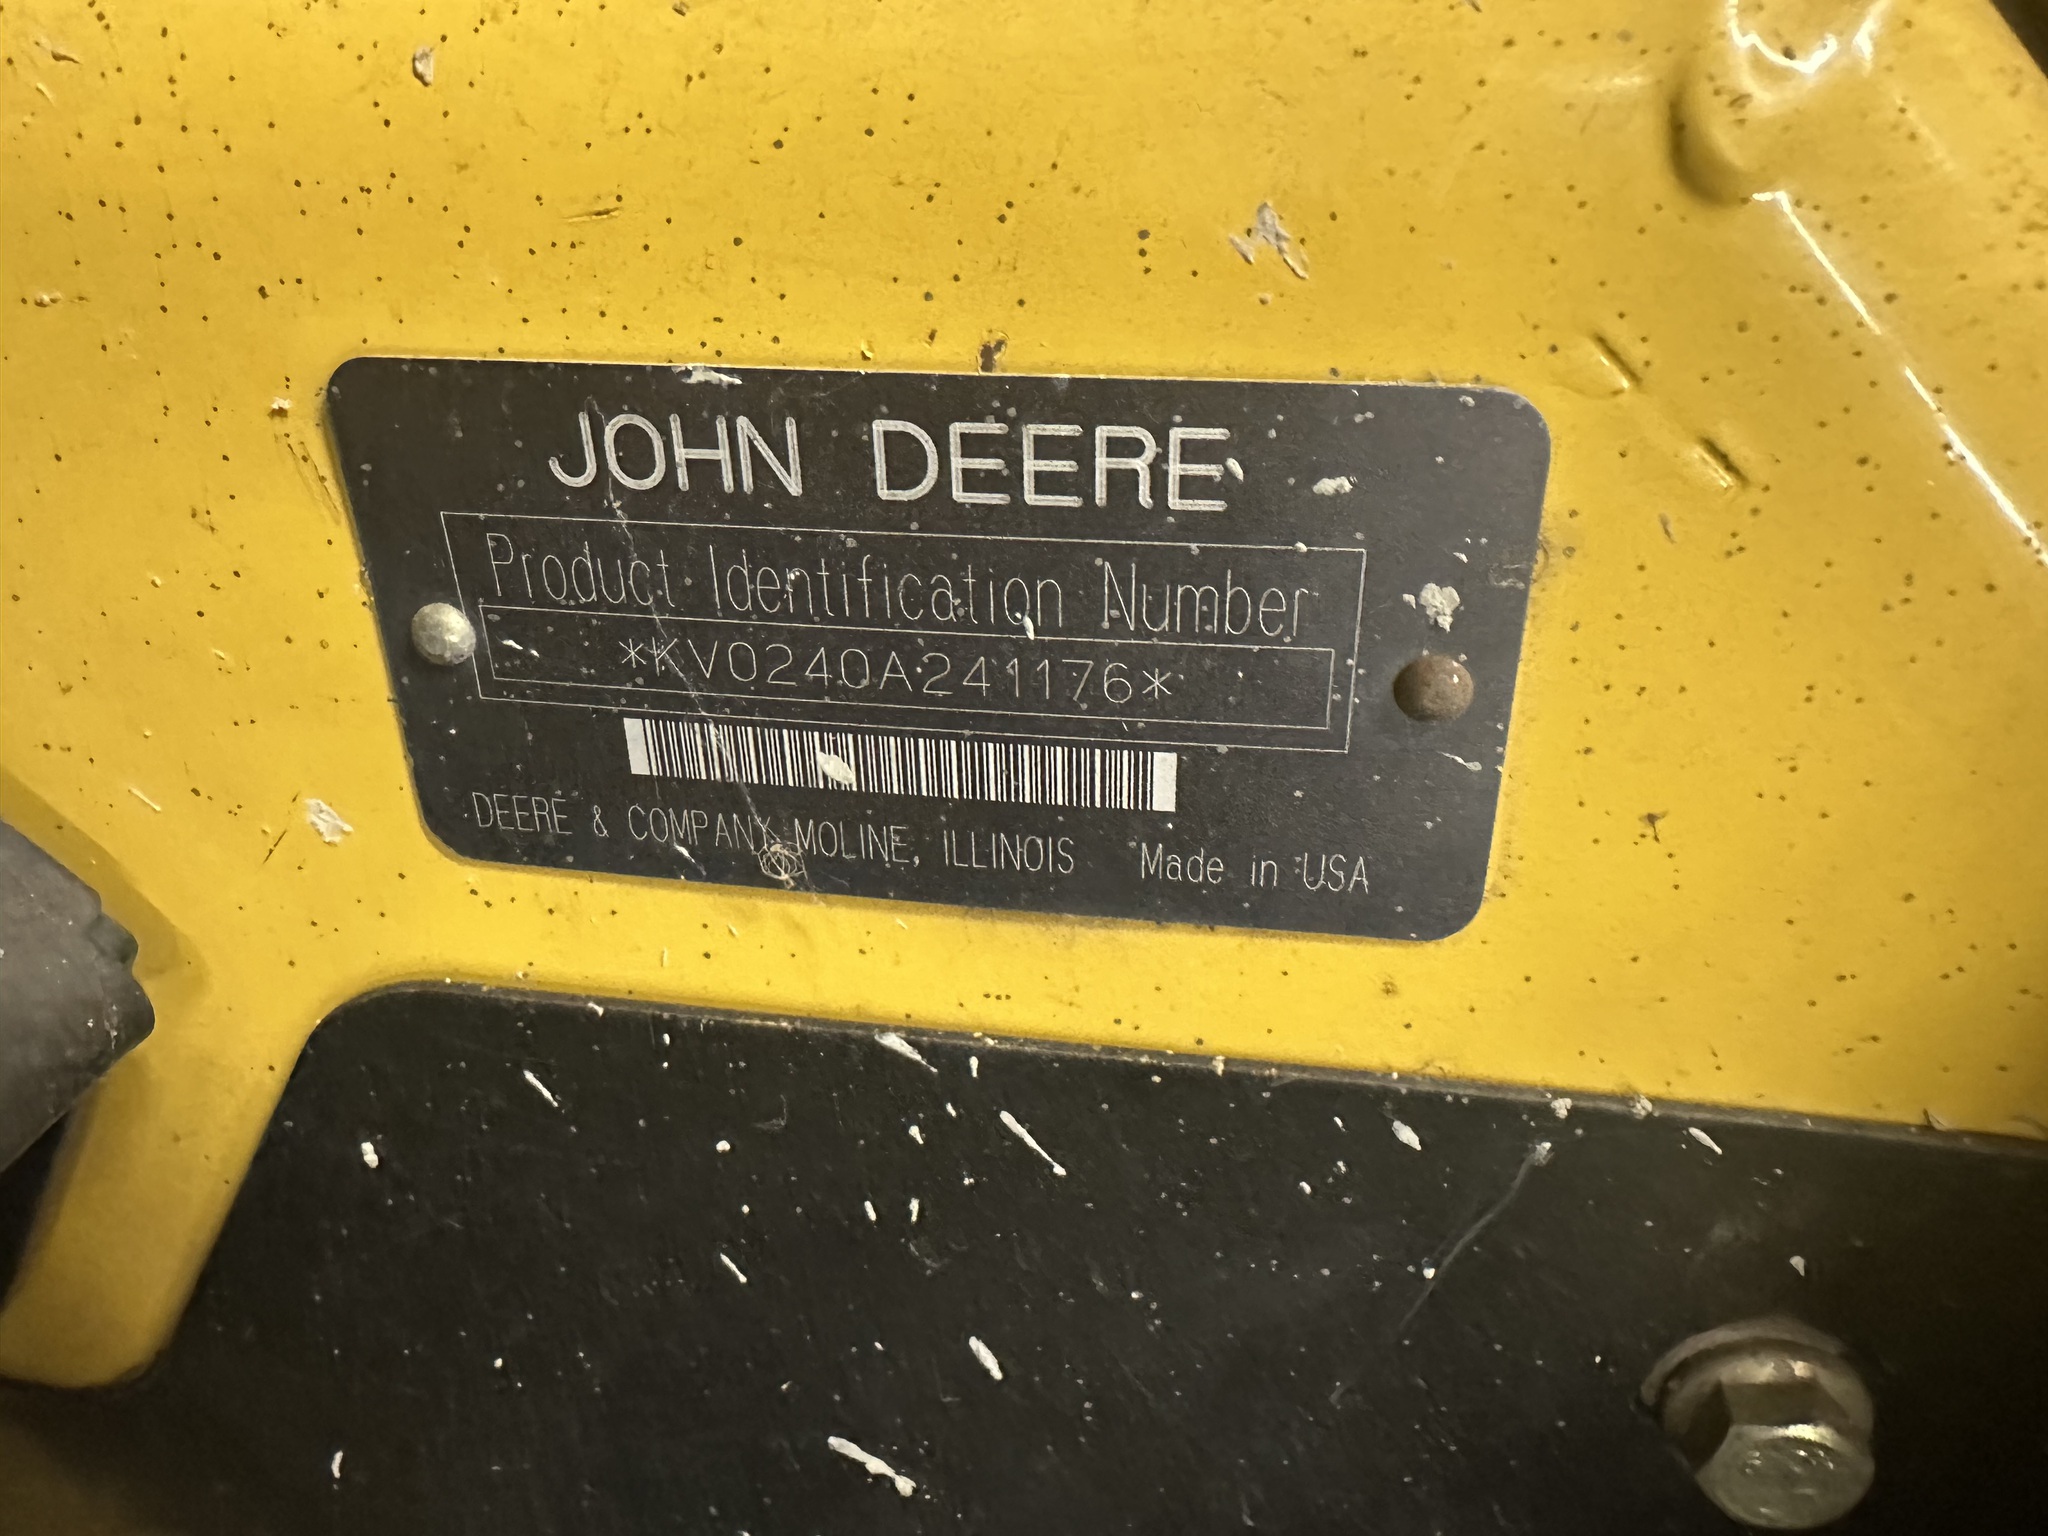 JOHN DEERE
Product Identification Number
**KV0240A241176*
DEERE & COMPANY MOLINE, ILLINOIS Made in USA